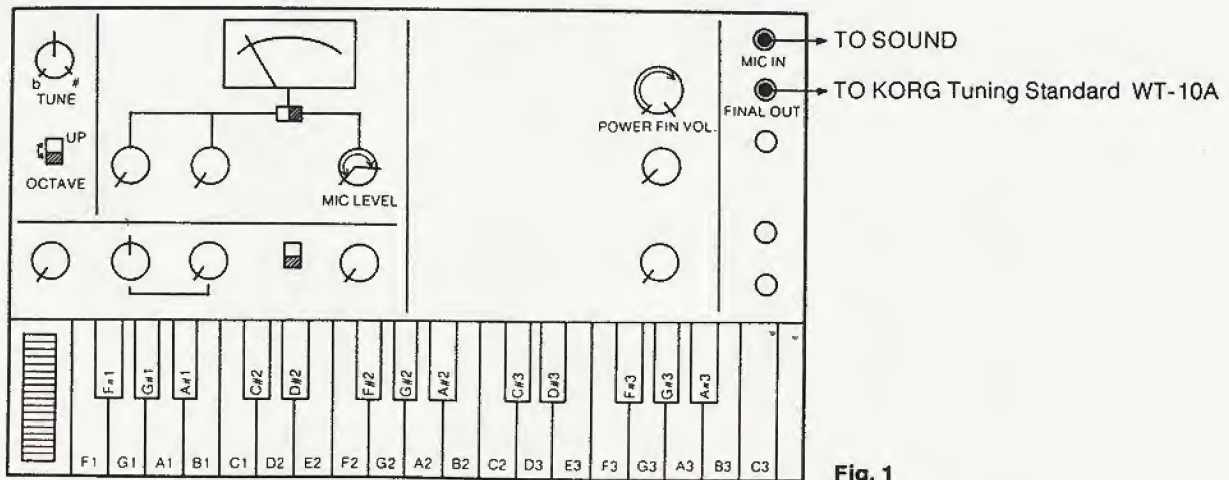 TO SOUND
MIC IN
TO KORG Tuning Standard WT-10A
FINAL OUT
b #
TUNE
UP
OCTAVE
MIC LEVEL
POWER FIN VOL.
F#1 G#1 A#1 C#2 D#2 F#2 G#2 A#2 C#3 D#3 F#3 G#3 A#3
F1 G1 A1 B1 C1 D2 E2 F2 G2 A2 B2 C2 D3 E3 F3 G3 A3 B3 C3
Fig. 1